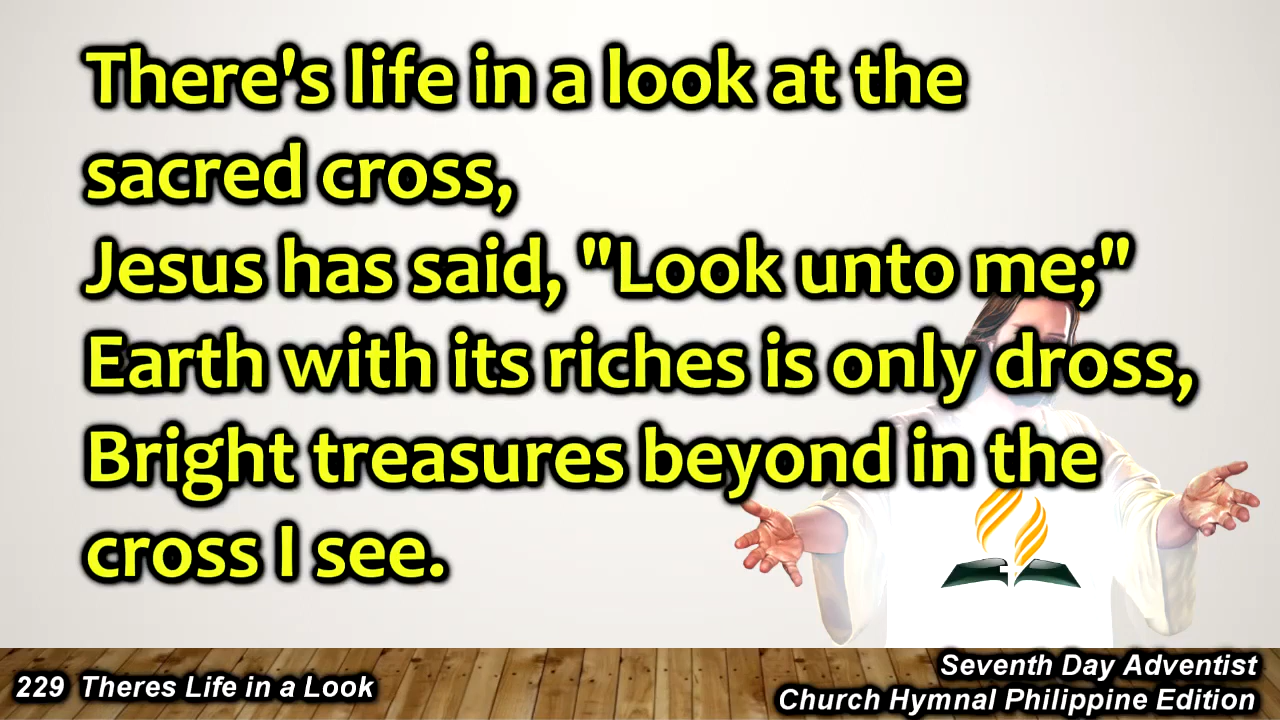 There's life in a look at the
sacred cross,
Jesus has said, "Look unto me;"
Earth with its riches is only dross,
Bright treasures beyond in the
cross I see.
229 Theres Life in a Look
Seventh Day Adventist
Church Hymnal Philippine Edition